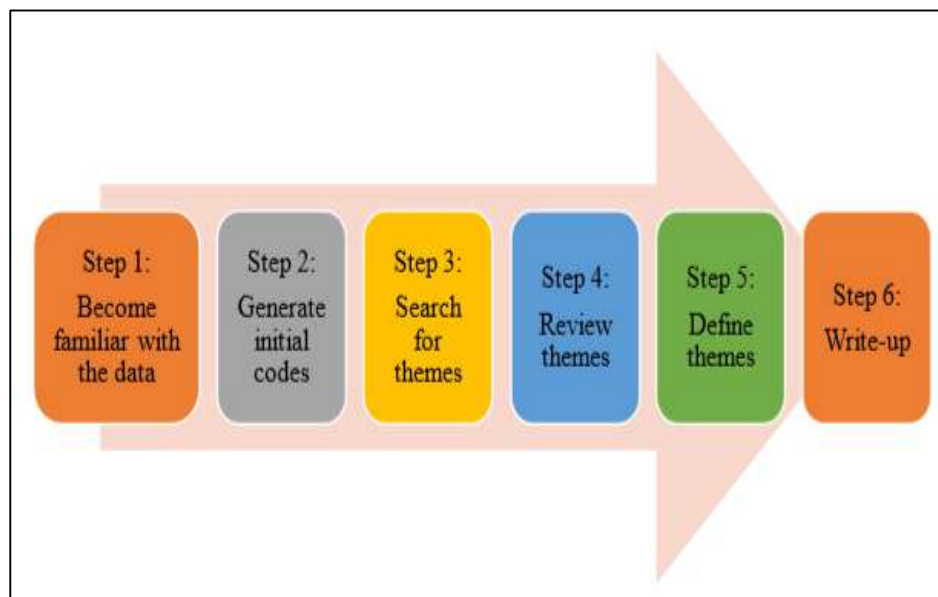 Step 1:
Become
familiar with
the data
Step 2:
Generate
initial
codes
Step 3:
Search
for
themes
Step 4:
Review
themes
Step 5:
Define
themes
Step 6:
Write-up